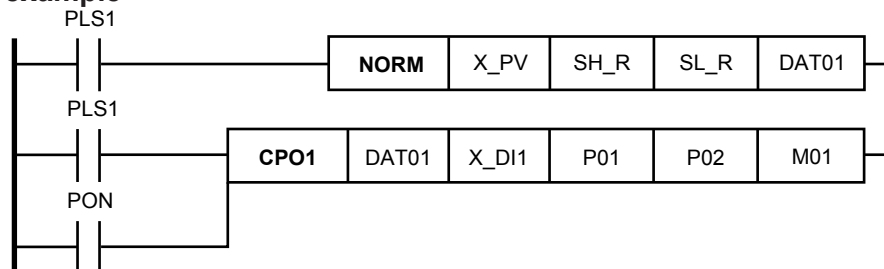 example
PLS1
NORM X_PV SH_R SL_R DAT01
PLS1
CPO1 DAT01 X_DI1 P01 P02 M01
PON